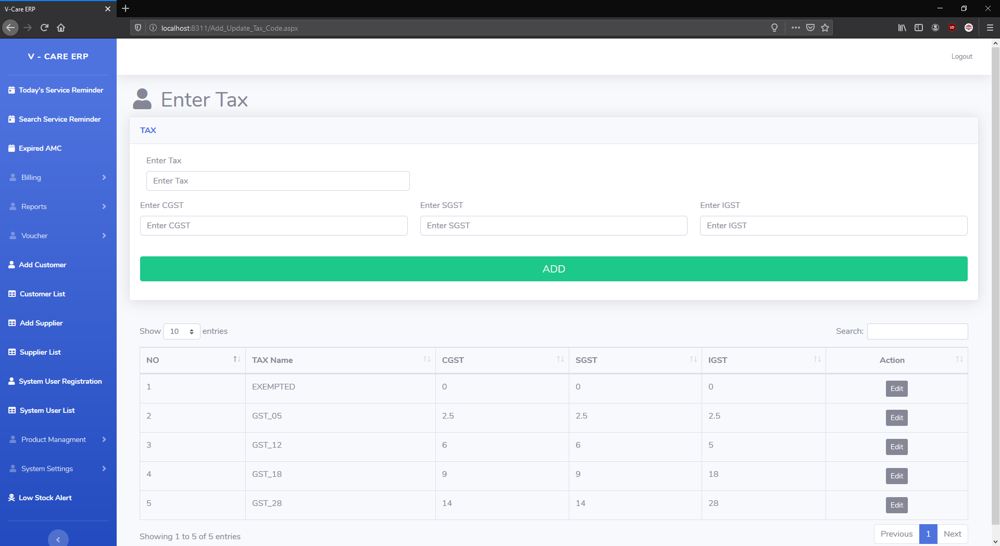 V-Care ERP
localhost:8311/Add_Update_Tax_Code.aspx
V - CARE ERP
Logout
Today's Service Reminder
Search Service Reminder
Expired AMC
Billing
Reports
Voucher
Add Customer
Customer List
Add Supplier
Supplier List
System User Registration
System User List
Product Managment
System Settings
Low Stock Alert
Enter Tax
TAX
Enter Tax
Enter Tax
Enter CGST Enter SGST Enter IGST
Enter CGST Enter SGST Enter IGST
ADD
Show 10 entries Search:
NO TAX Name CGST SGST IGST Action
1 EXEMPTED 0 0 0 Edit
2 GST_05 2.5 2.5 2.5 Edit
3 GST_12 6 6 5 Edit
4 GST_18 9 9 18 Edit
5 GST_28 14 14 28 Edit
Showing 1 to 5 of 5 entries Previous 1 Next